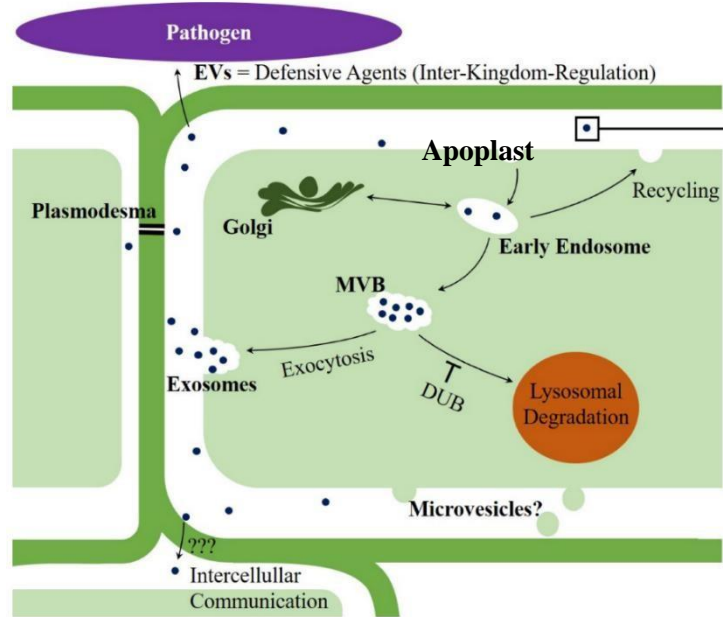 Pathogen
EVs = Defensive Agents (Inter-Kingdom-Regulation)
Apoplast
Recycling
Plasmodesma
Golgi
Early Endosome
MVB
Exocytosis
Exosomes
DUB
Lysosomal
Degradation
Microvesicles?
???
Intercellullar
Communication